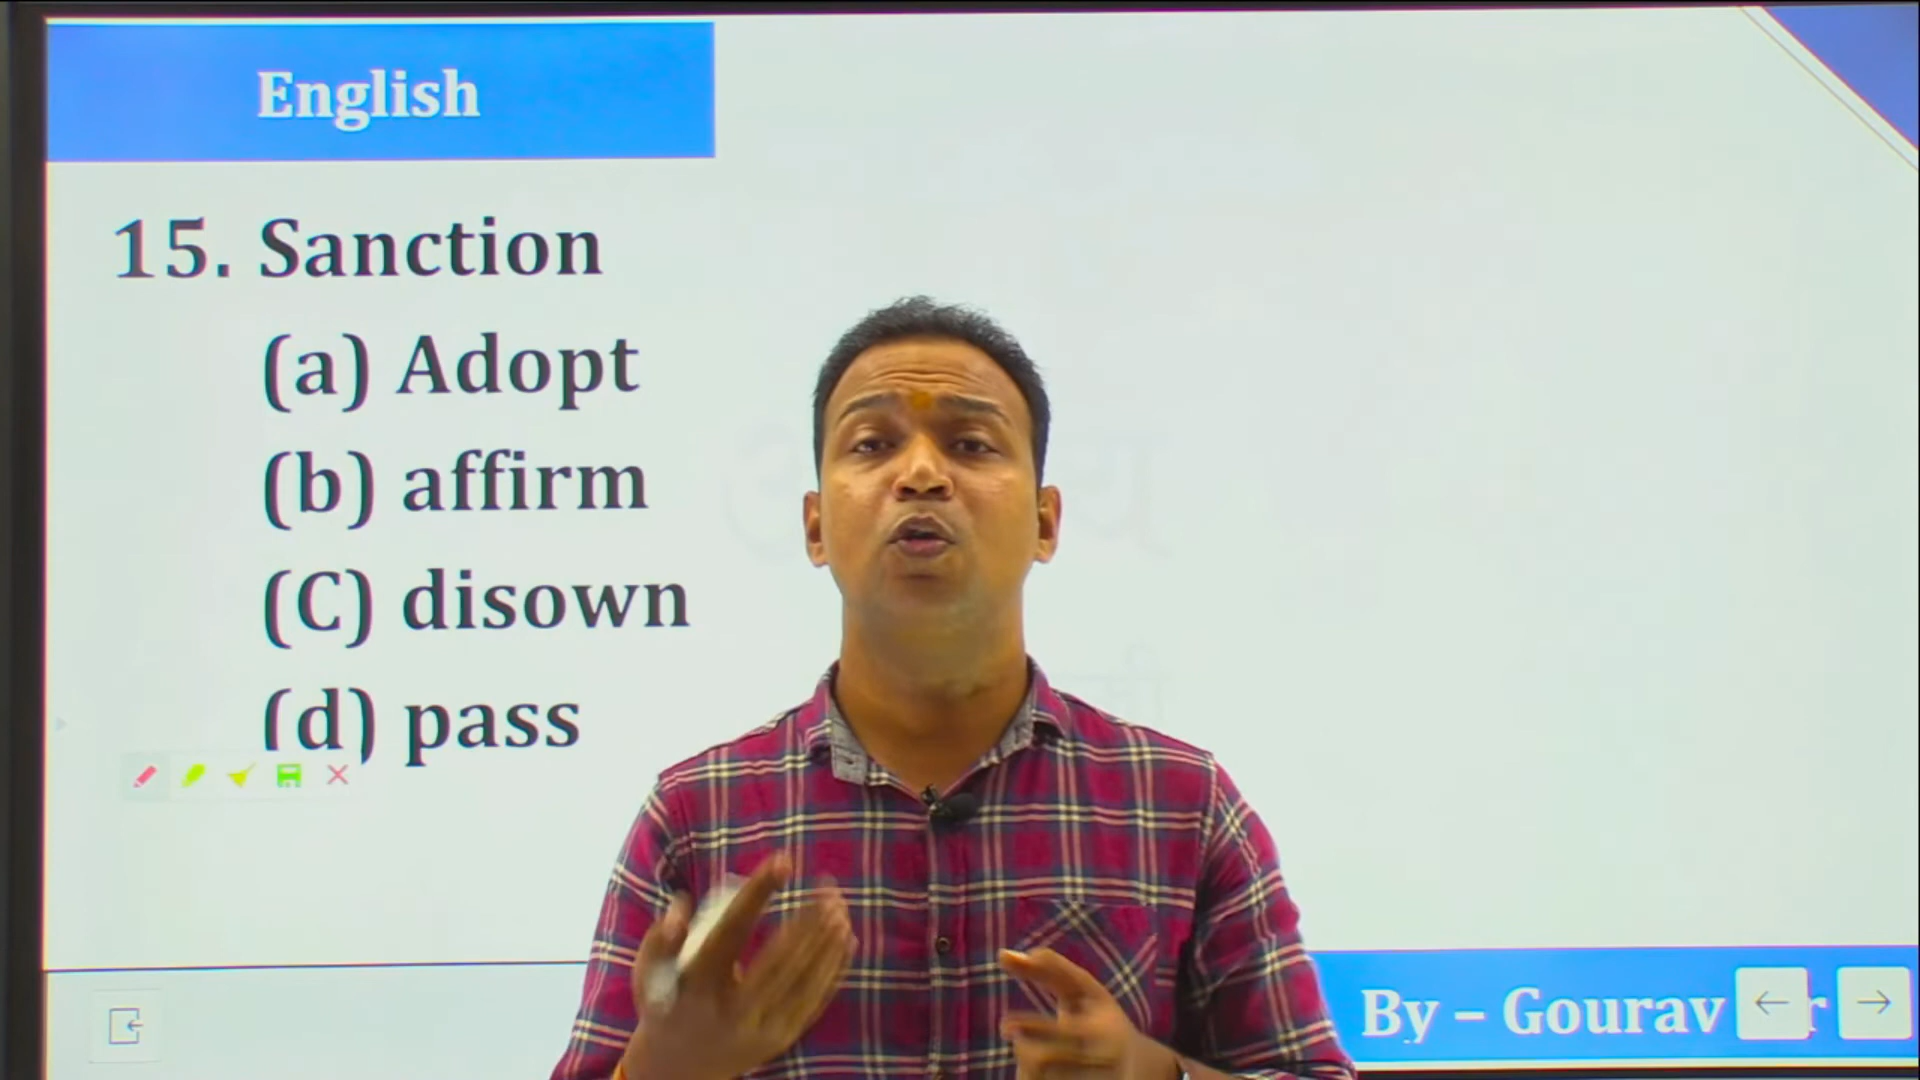 English
15. Sanction
(a) Adopt
(b) affirm
(C) disown
(d) pass
By – Gourav